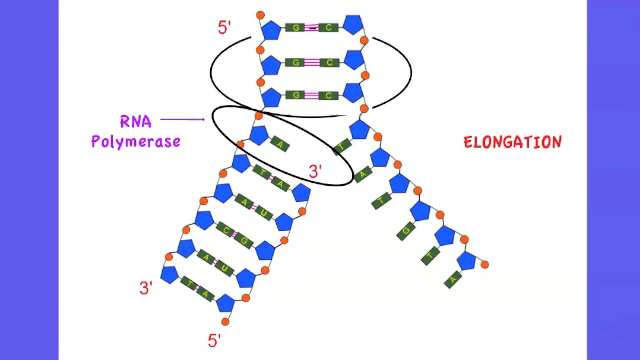 5'
G C
G C
G C
RNA
Polymerase
ELONGATION
A
T
3'
T A
A
A U
T
C G
G
A U
T
T A
A
3'
5'